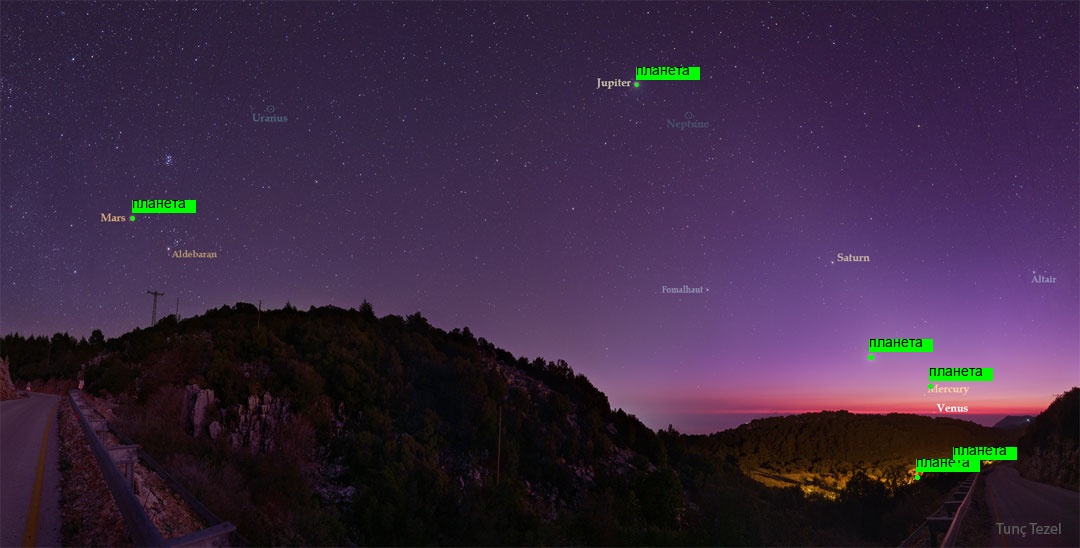 планета
Jupiter
Uranus
Neptune
планета
Mars
Aldebaran
Saturn
Altair
Fomalhaut
планета
планета
Mercury
Venus
планета
планета
Tunç Tezel